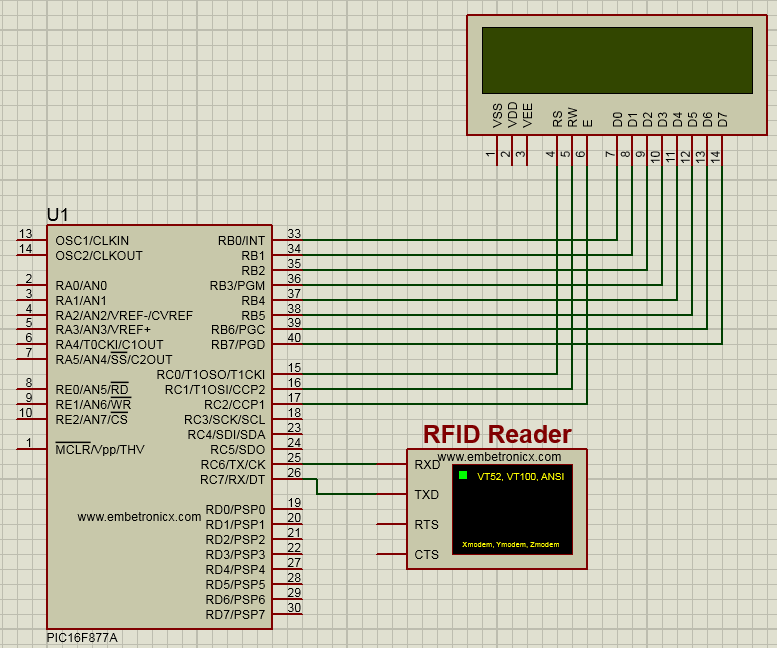 VSS
VDD
VEE
RS
RW
E
D0
D1
D2
D3
D4
D5
D6
D7
1
2
3
4
5
6
7
8
9
10
11
12
13
14
U1
13 OSC1/CLKIN
14 OSC2/CLKOUT
2 RA0/AN0
3 RA1/AN1
4 RA2/AN2/VREF-/CVREF
5 RA3/AN3/VREF+
6 RA4/T0CKI/C1OUT
7 RA5/AN4/SS/C2OUT
8 RE0/AN5/RD
9 RE1/AN6/WR
10 RE2/AN7/CS
1 MCLR/Vpp/THV
RB0/INT 33
RB1 34
RB2 35
RB3/PGM 36
RB4 37
RB5 38
RB6/PGC 39
RB7/PGD 40
RC0/T1OSO/T1CKI 15
RC1/T1OSI/CCP2 16
RC2/CCP1 17
RC3/SCK/SCL 18
RC4/SDI/SDA 23
RC5/SDO 24
RC6/TX/CK 25
RC7/RX/DT 26
RD0/PSP0 19
RD1/PSP1 20
RD2/PSP2 21
RD3/PSP3 22
RD4/PSP4 27
RD5/PSP5 28
RD6/PSP6 29
RD7/PSP7 30
www.embetronicx.com
PIC16F877A
RFID Reader
www.embetronicx.com
RXD
TXD
RTS
CTS
VT52, VT100, ANSI
Xmodem, Ymodem, Zmodem